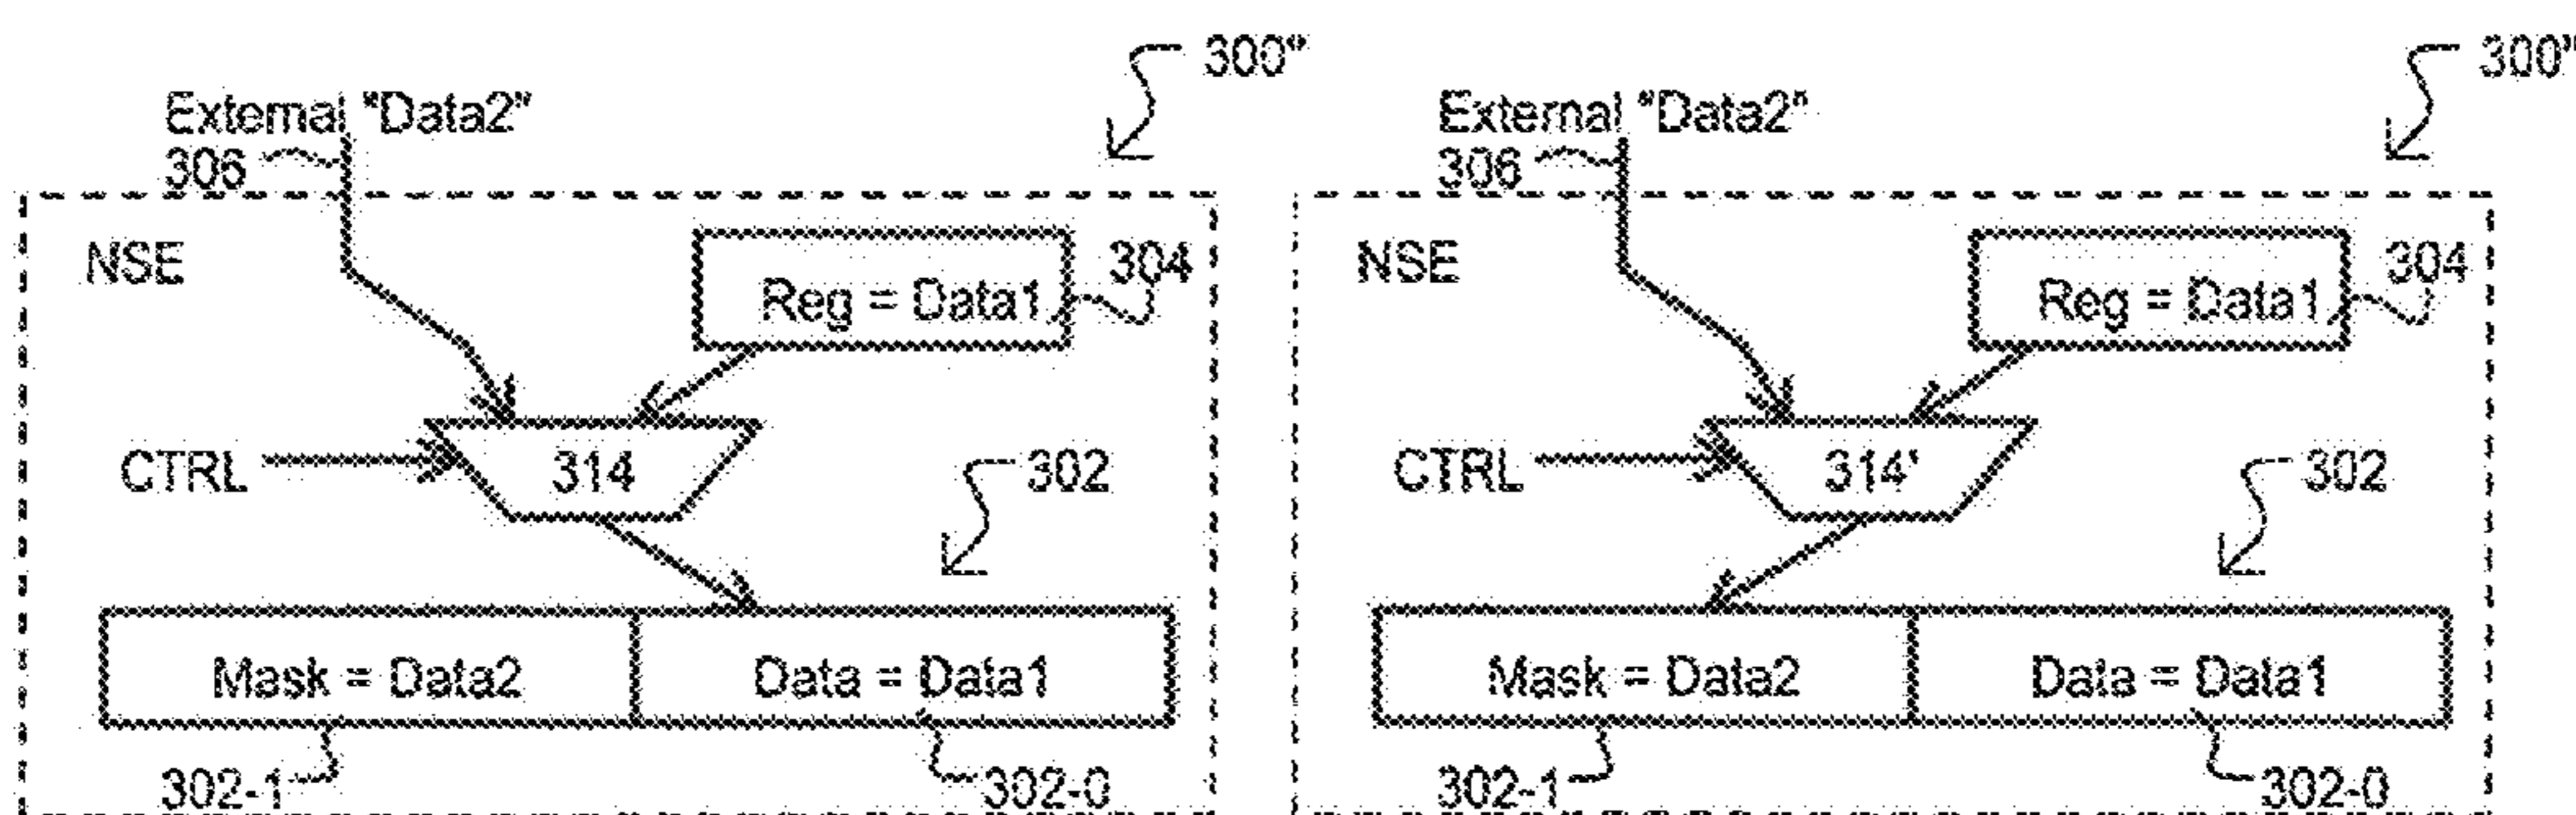 300"
External "Data2"
306
NSE
Reg = Data1
304
CTRL
314
302
Mask = Data2
Data = Data1
302-1
302-0
300"
External "Data2"
306
NSE
Reg = Data1
304
CTRL
314'
302
Mask = Data2
Data = Data1
302-1
302-0